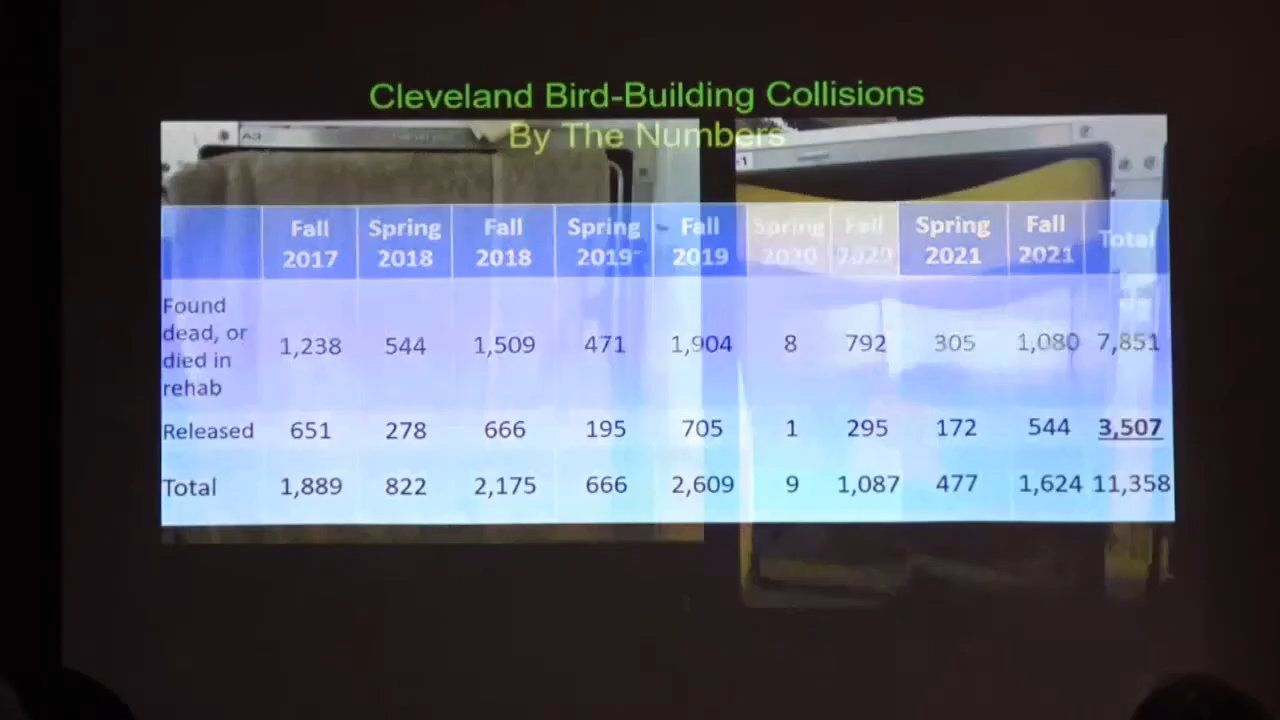 Cleveland Bird-Building Collisions
By The Numbers
Fall 2017 Spring 2018 Fall 2018 Spring 2019 Fall 2019 Spring 2020 Fall 2020 Spring 2021 Fall 2021 Total
Found dead, or died in rehab 1,238 544 1,509 471 1,904 8 792 305 1,080 7,851
Released 651 278 666 195 705 1 295 172 544 3,507
Total 1,889 822 2,175 666 2,609 9 1,087 477 1,624 11,358